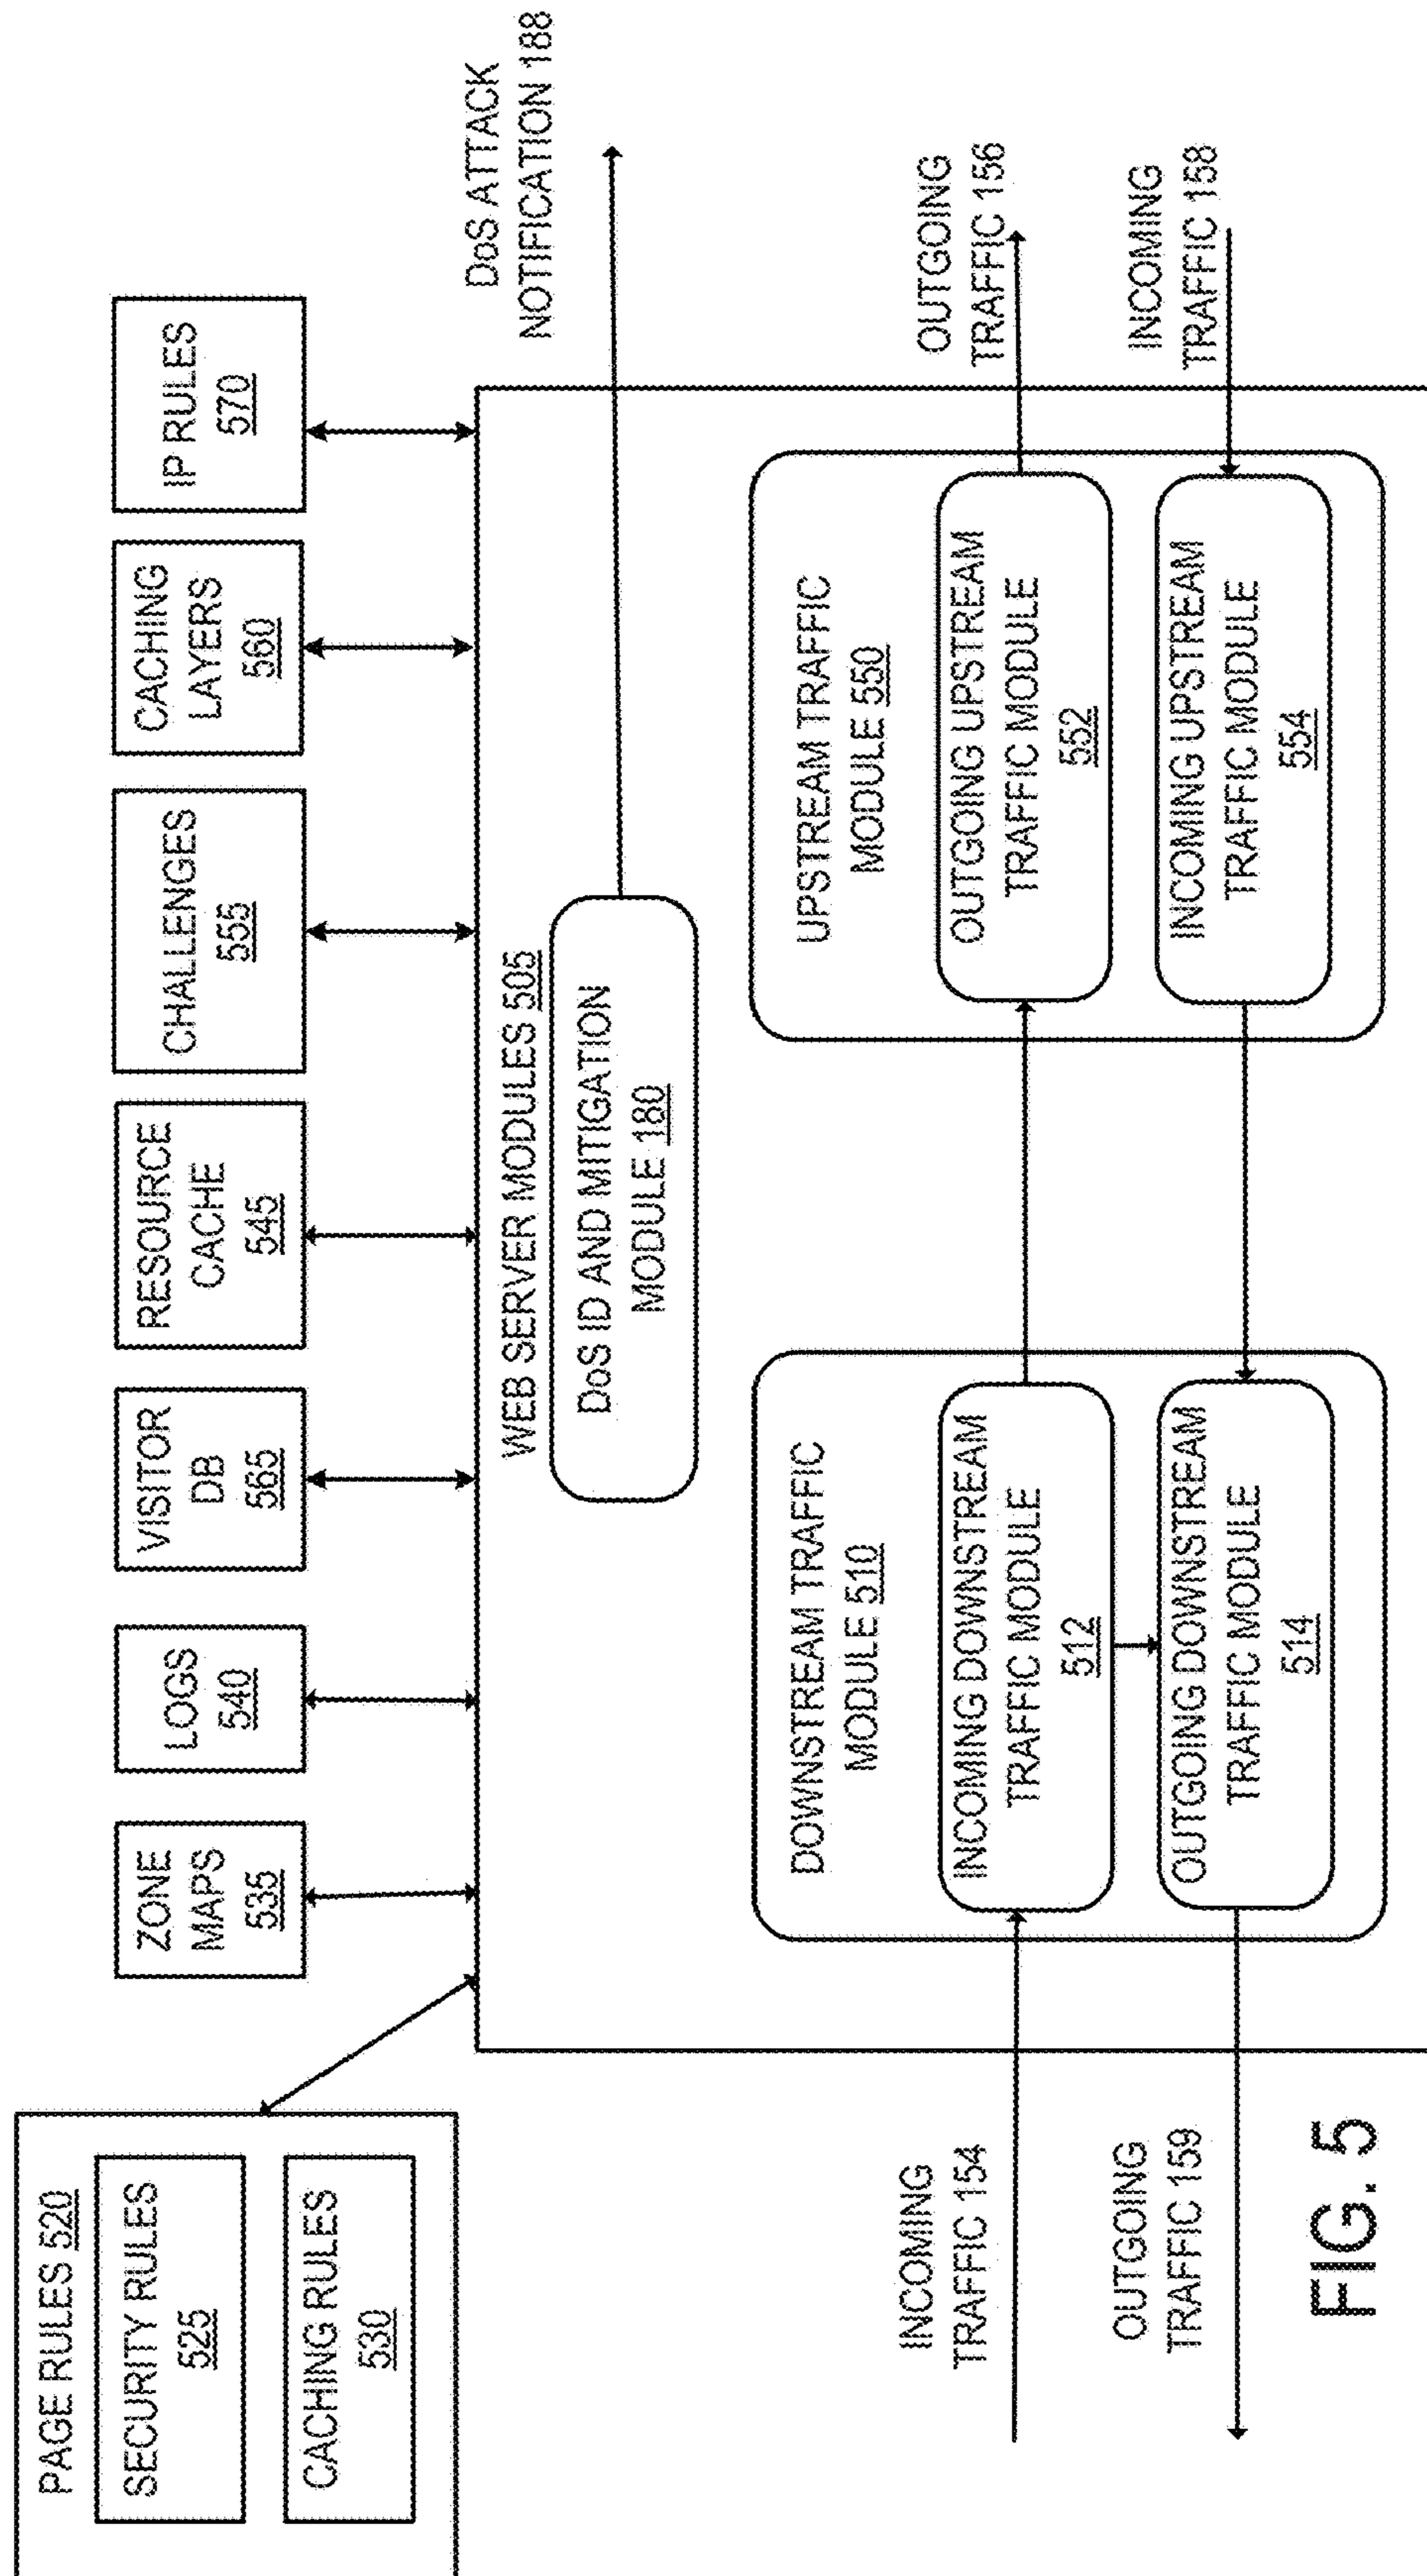 PAGE RULES 520
SECURITY RULES
525
CACHING RULES
530
ZONE
MAPS
535
LOGS
540
VISITOR
DB
565
RESOURCE
CACHE
545
CHALLENGES
555
CACHING
LAYERS
560
IP RULES
570
WEB SERVER MODULES 505
DoS ID AND MITIGATION
MODULE 180
DoS ATTACK
NOTIFICATION 188
DOWNSTREAM TRAFFIC
MODULE 510
INCOMING DOWNSTREAM
TRAFFIC MODULE
512
OUTGOING DOWNSTREAM
TRAFFIC MODULE
514
UPSTREAM TRAFFIC
MODULE 550
OUTGOING UPSTREAM
TRAFFIC MODULE
552
INCOMING UPSTREAM
TRAFFIC MODULE
554
INCOMING
TRAFFIC 154
OUTGOING
TRAFFIC 159
OUTGOING
TRAFFIC 156
INCOMING
TRAFFIC 158
FIG. 5